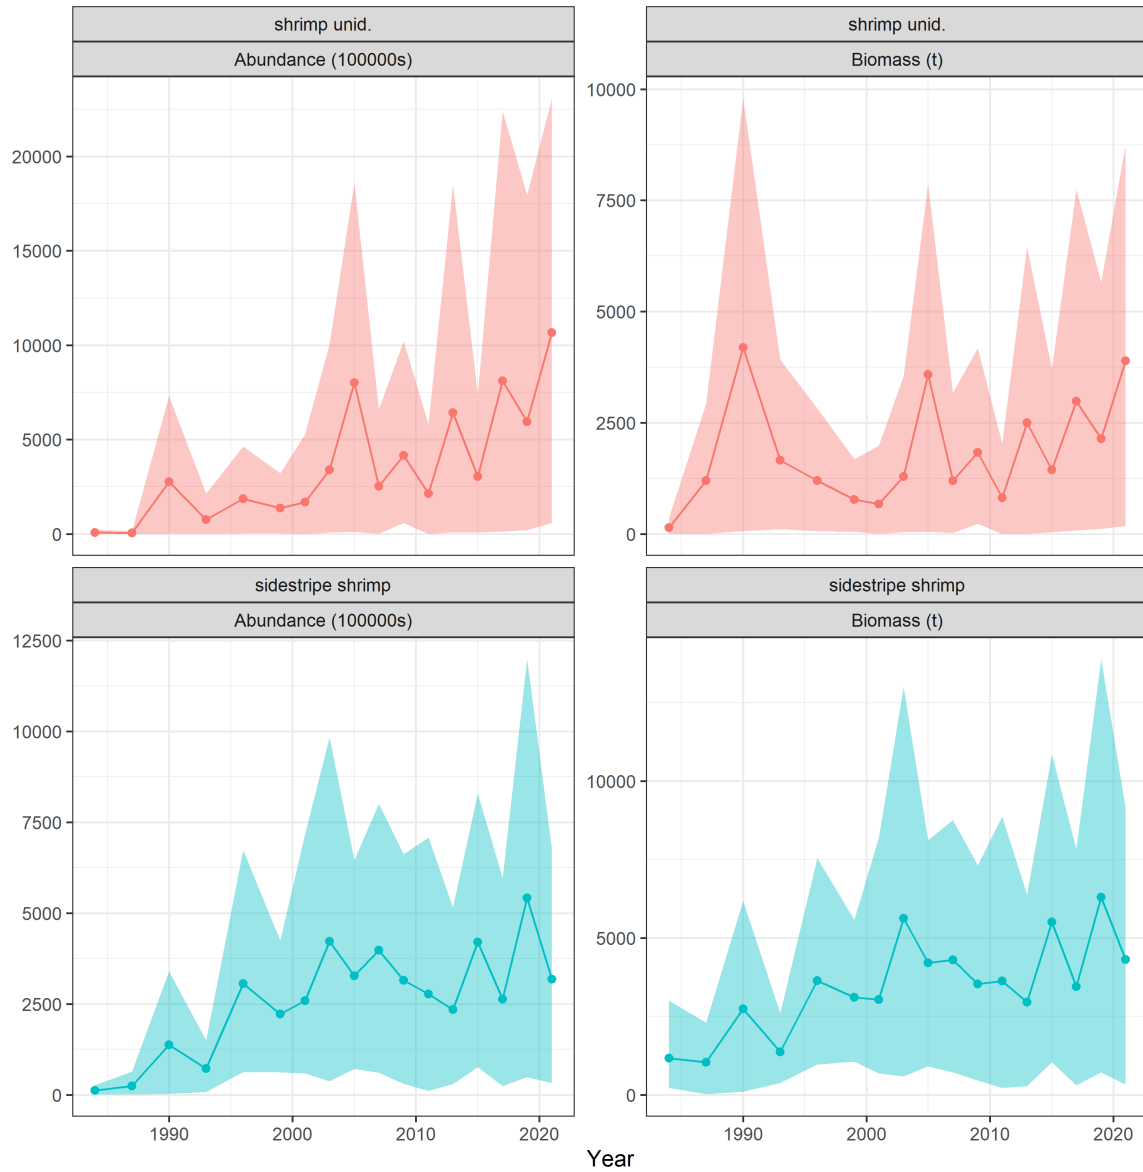 shrimp unid.
Abundance (100000s)
20000
15000
10000
5000
0
shrimp unid.
Biomass (t)
10000
7500
5000
2500
0
sidestripe shrimp
Abundance (100000s)
12500
10000
7500
5000
2500
0
1990 2000 2010 2020
sidestripe shrimp
Biomass (t)
10000
5000
0
1990 2000 2010 2020
Year